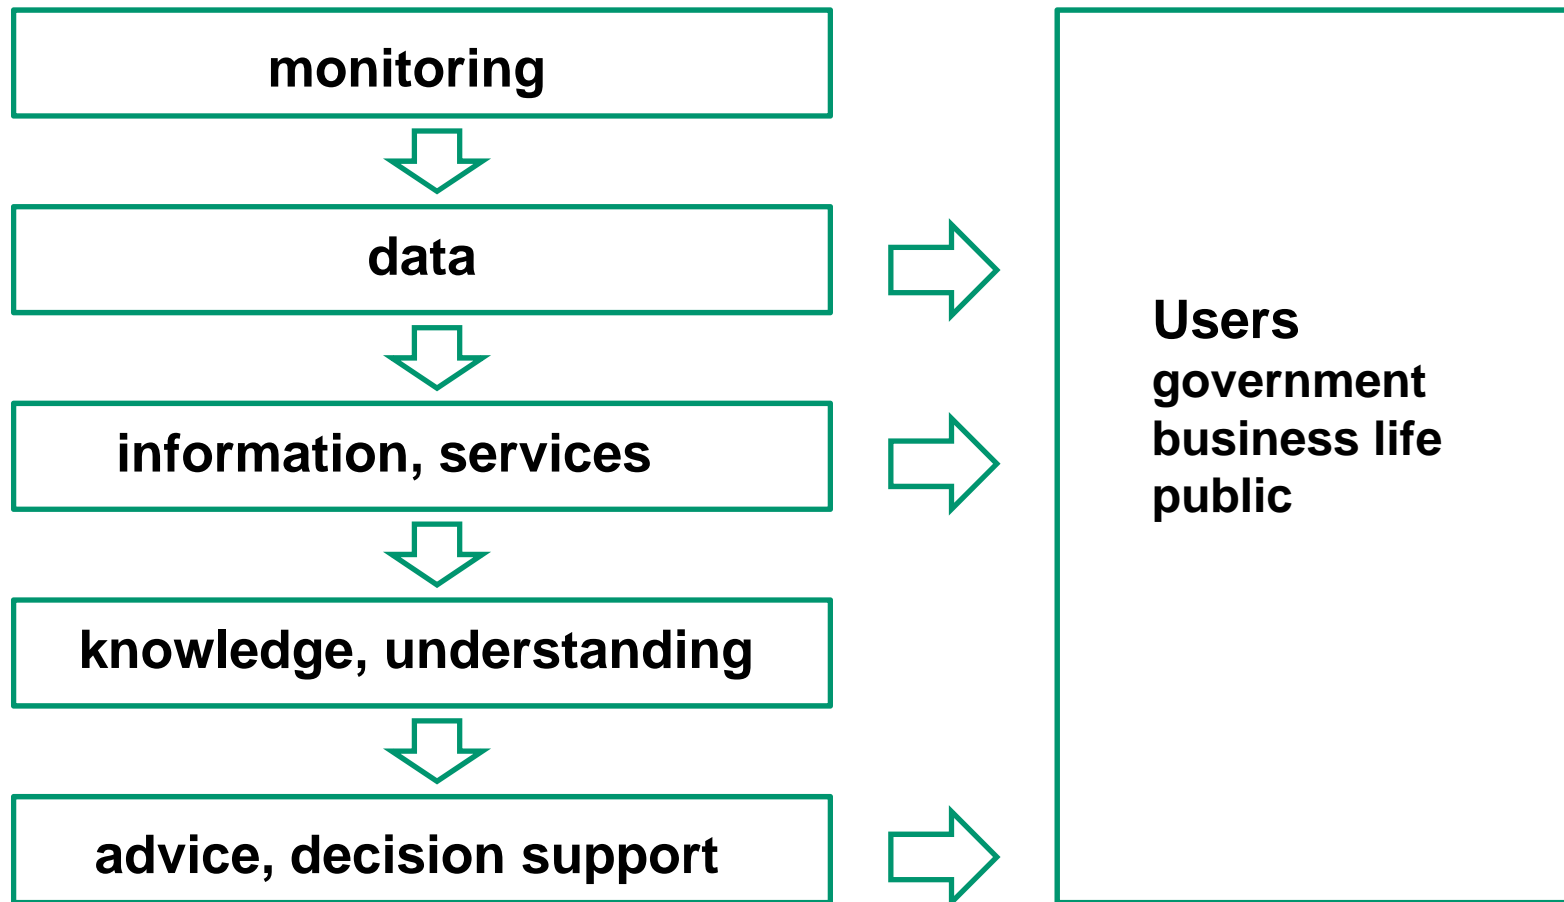 monitoring
data
information, services
knowledge, understanding
advice, decision support
Users
government
business life
public